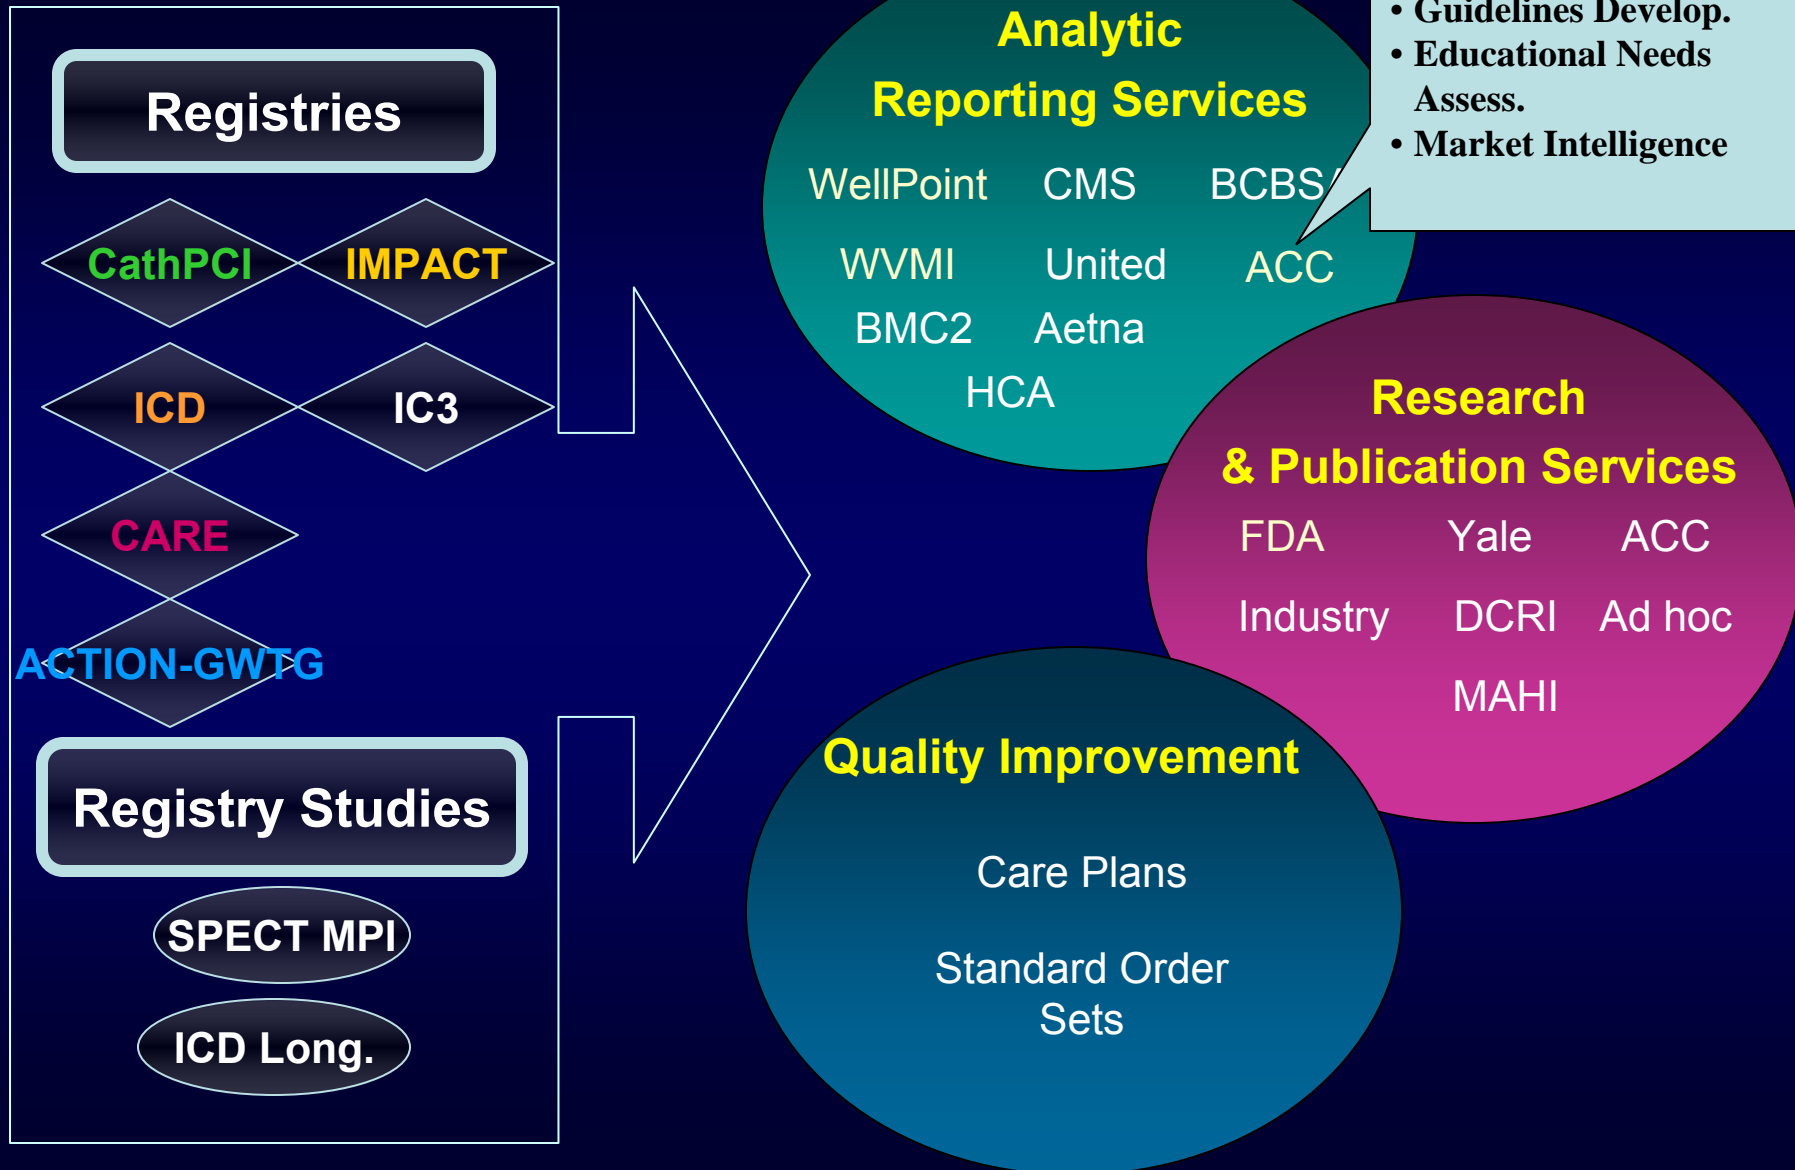 Registries
CathPCI IMPACT
ICD IC3
CARE
ACTION-GWTG
Registry Studies
SPECT MPI
ICD Long.
Analytic
Reporting Services
WellPoint CMS BCBSA
WVMI United ACC
BMC2 Aetna
HCA
• Guidelines Develop.
• Educational Needs
Assess.
• Market Intelligence
Research
& Publication Services
FDA Yale ACC
Industry DCRI Ad hoc
MAHI
Quality Improvement
Care Plans
Standard Order
Sets